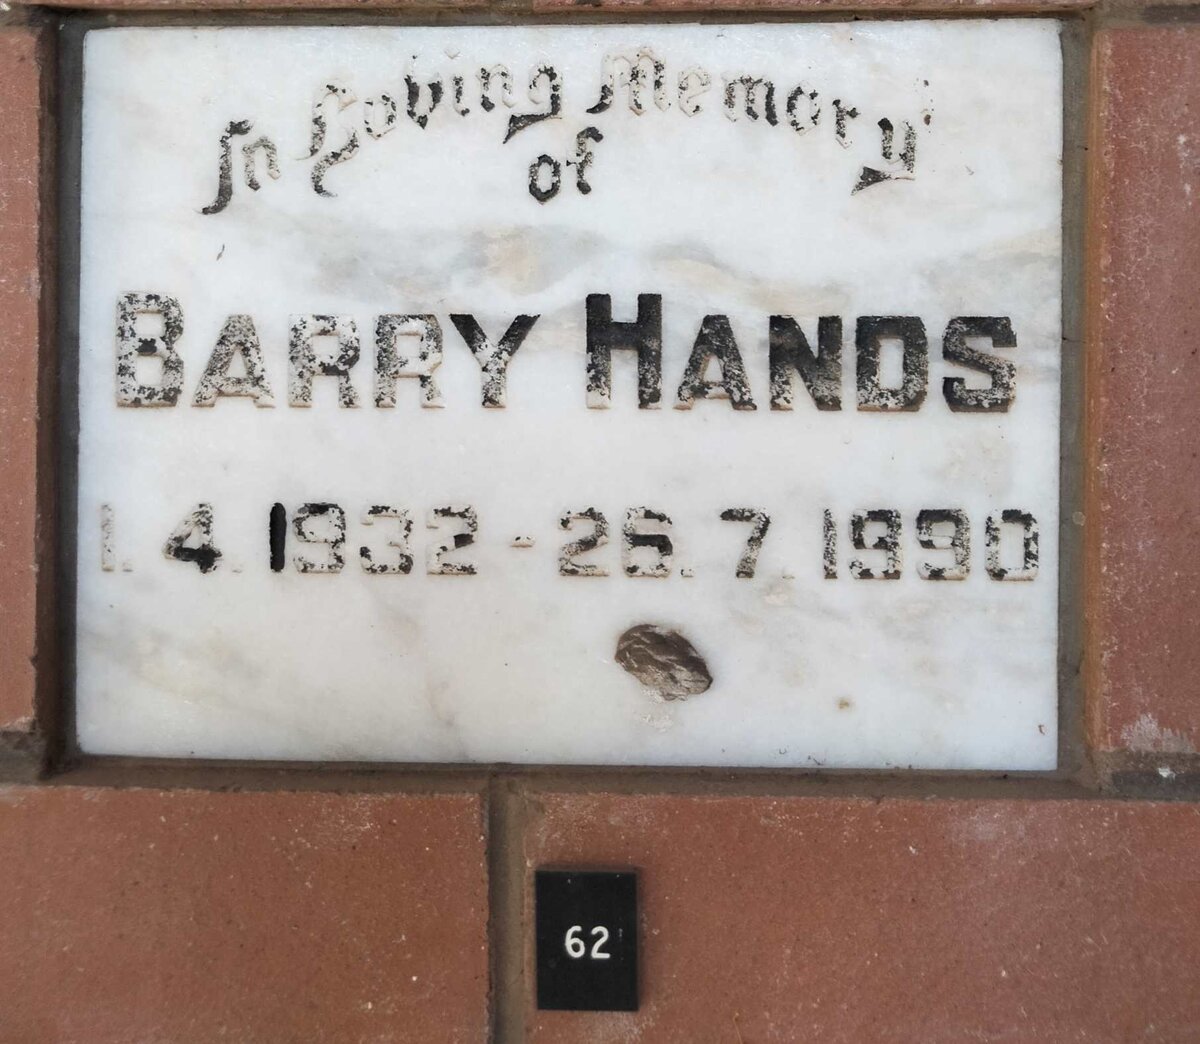 In Loving Memory
of
BARRY HANDS
1.4.1932 - 26.7.1990
62